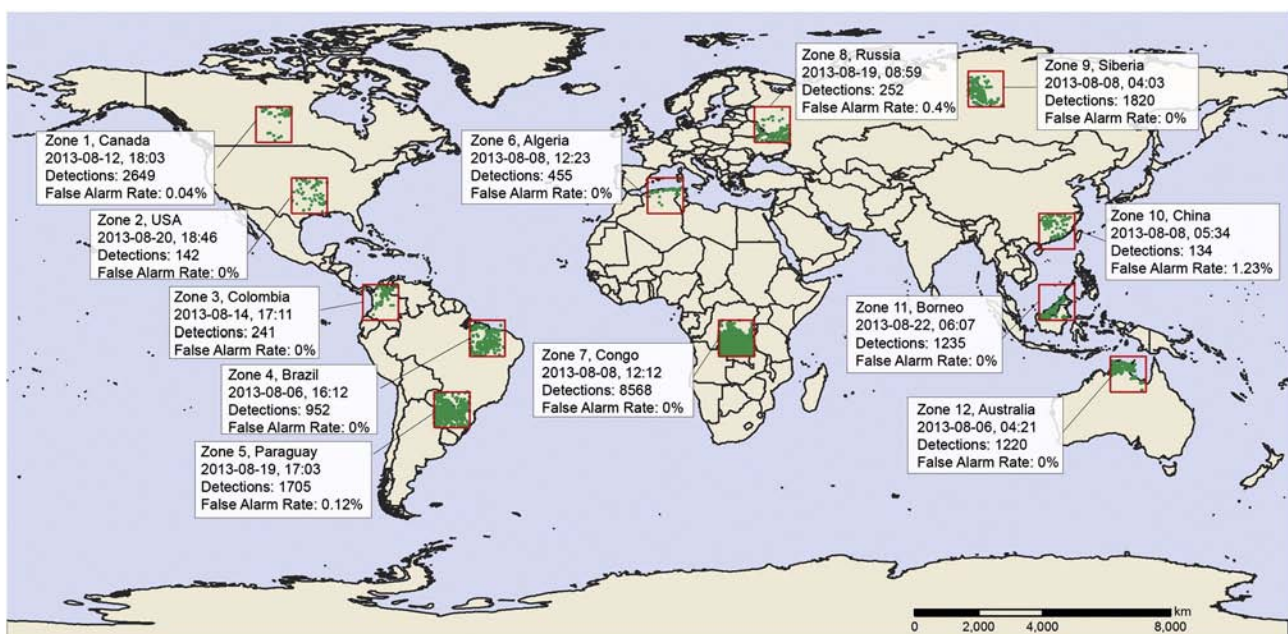 Zone 1, Canada
2013-08-12, 18:03
Detections: 2649
False Alarm Rate: 0.04%
Zone 2, USA
2013-08-20, 18:46
Detections: 142
False Alarm Rate: 0%
Zone 3, Colombia
2013-08-14, 17:11
Detections: 241
False Alarm Rate: 0%
Zone 4, Brazil
2013-08-06, 16:12
Detections: 952
False Alarm Rate: 0%
Zone 5, Paraguay
2013-08-19, 17:03
Detections: 1705
False Alarm Rate: 0.12%
Zone 6, Algeria
2013-08-08, 12:23
Detections: 455
False Alarm Rate: 0%
Zone 7, Congo
2013-08-08, 12:12
Detections: 8568
False Alarm Rate: 0%
Zone 8, Russia
2013-08-19, 08:59
Detections: 252
False Alarm Rate: 0.4%
Zone 9, Siberia
2013-08-08, 04:03
Detections: 1820
False Alarm Rate: 0%
Zone 10, China
2013-08-08, 05:34
Detections: 134
False Alarm Rate: 1.23%
Zone 11, Borneo
2013-08-22, 06:07
Detections: 1235
False Alarm Rate: 0%
Zone 12, Australia
2013-08-06, 04:21
Detections: 1220
False Alarm Rate: 0%
km
0 2,000 4,000 8,000